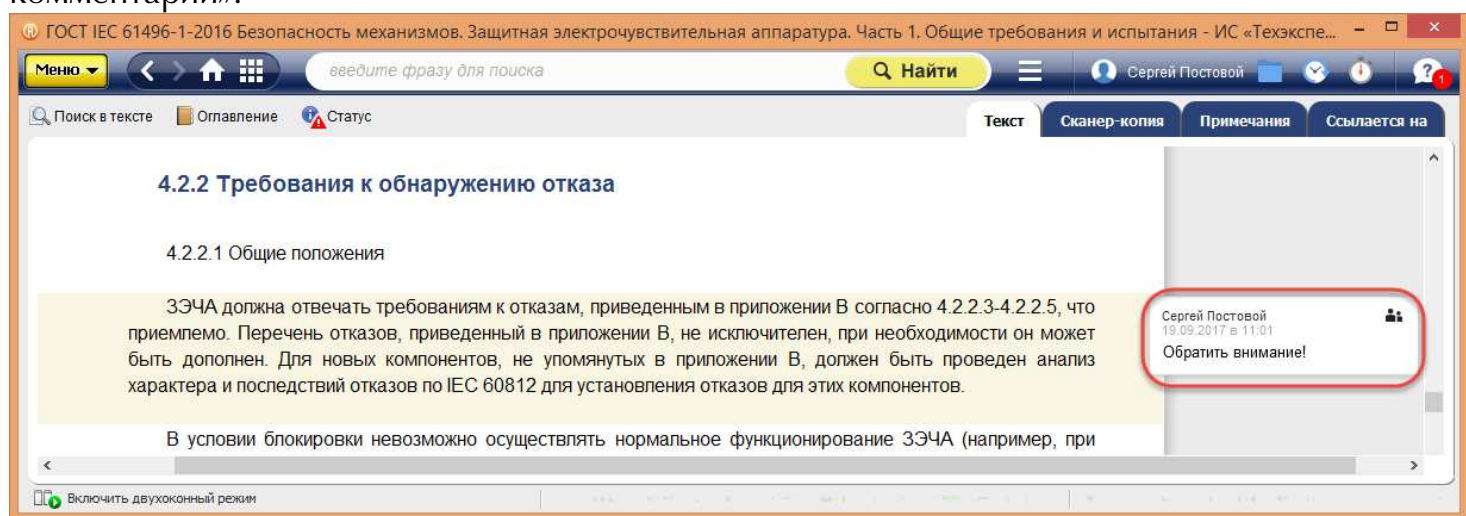 комментарии».
ГОСТ IEC 61496-1-2016 Безопасность механизмов. Защитная электрочувствительная аппаратура. Часть 1. Общие требования и испытания - ИС «Техэкспе...
Меню
введите фразу для поиска
Найти
Сергей Постовой
?
1
Поиск в тексте
Оглавление
Статус
Текст
Сканер-копия
Примечания
Ссылается на
4.2.2 Требования к обнаружению отказа
4.2.2.1 Общие положения
ЗЭЧА должна отвечать требованиям к отказам, приведенным в приложении В согласно 4.2.2.3-4.2.2.5, что
приемлемо. Перечень отказов, приведенный в приложении В, не исключителен, при необходимости он может
быть дополнен. Для новых компонентов, не упомянутых в приложении В, должен быть проведен анализ
характера и последствий отказов по IEC 60812 для установления отказов для этих компонентов.
Сергей Постовой
19.09.2017 в 11:01
Обратить внимание!
В условии блокировки невозможно осуществлять нормальное функционирование ЗЭЧА (например, при
Включить двухоконный режим